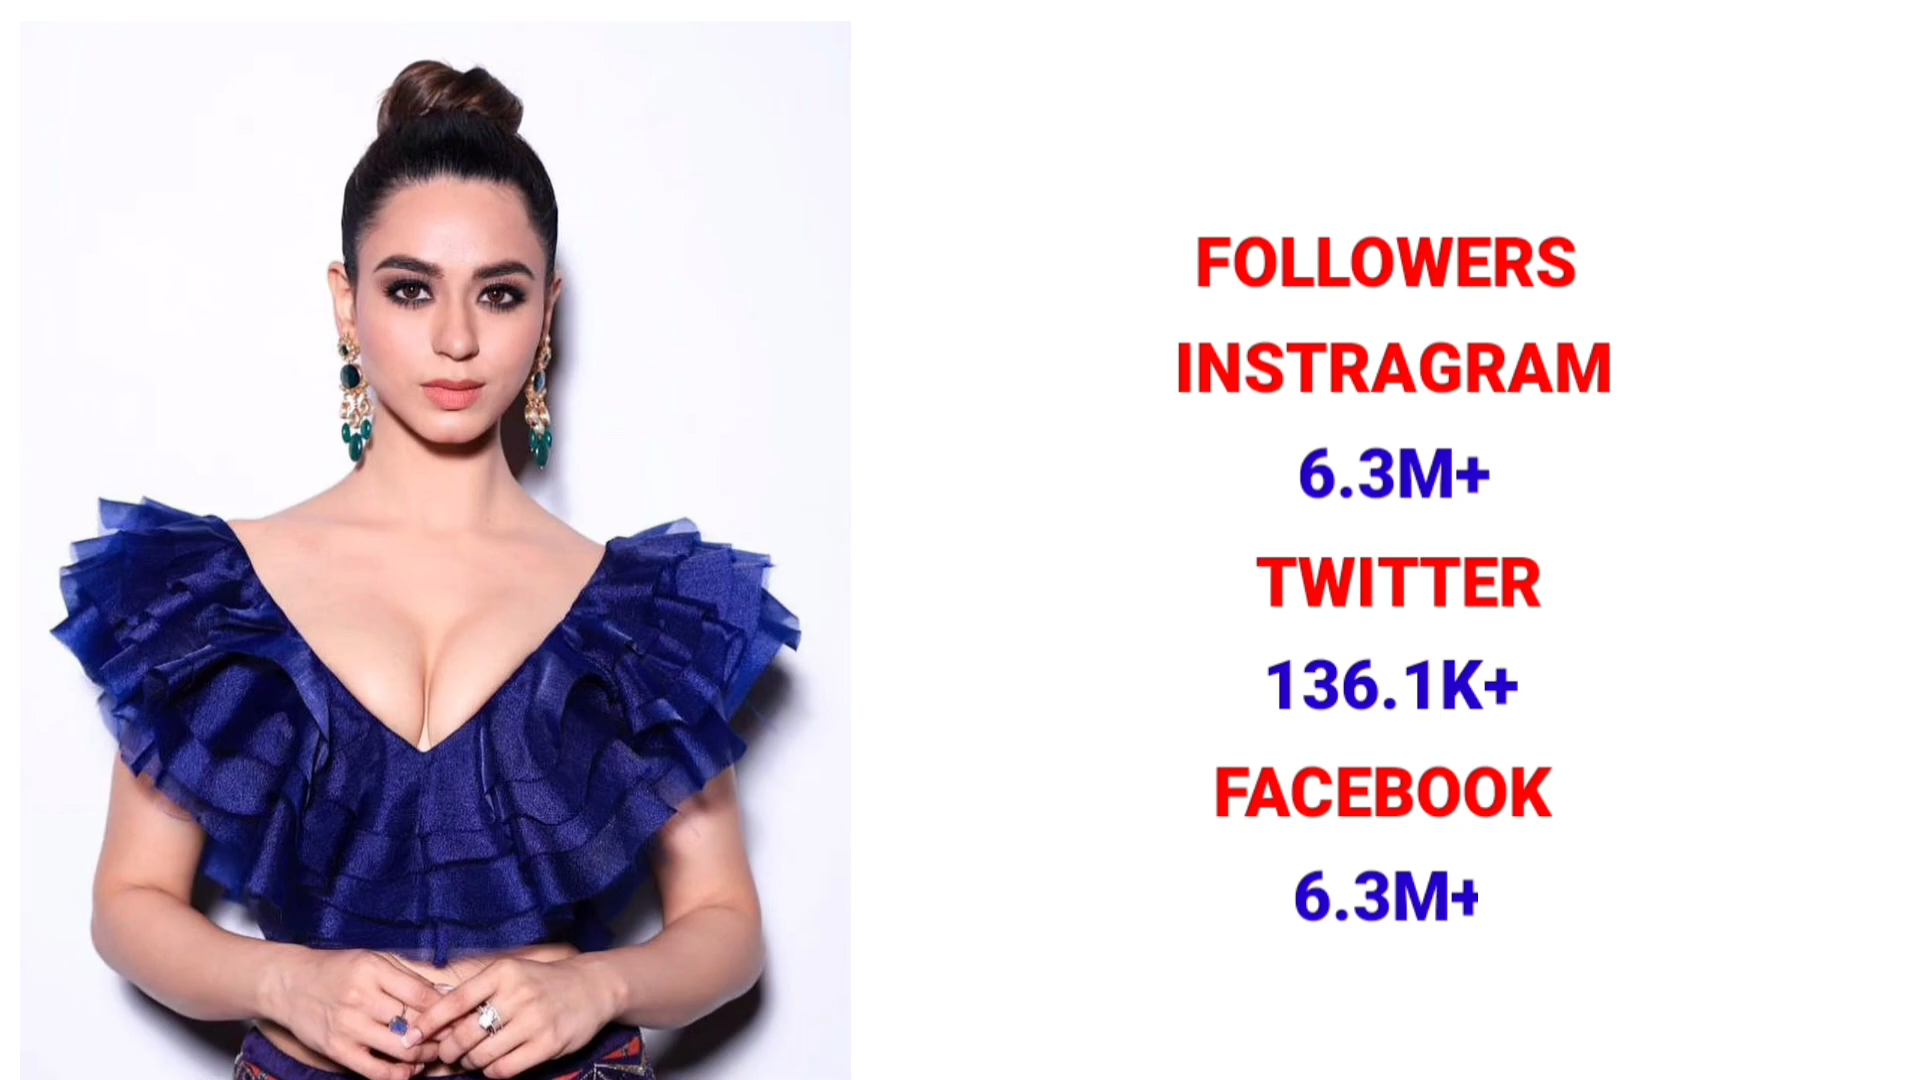 FOLLOWERS
INSTRAGRAM
6.3M+
TWITTER
136.1K+
FACEBOOK
6.3M+